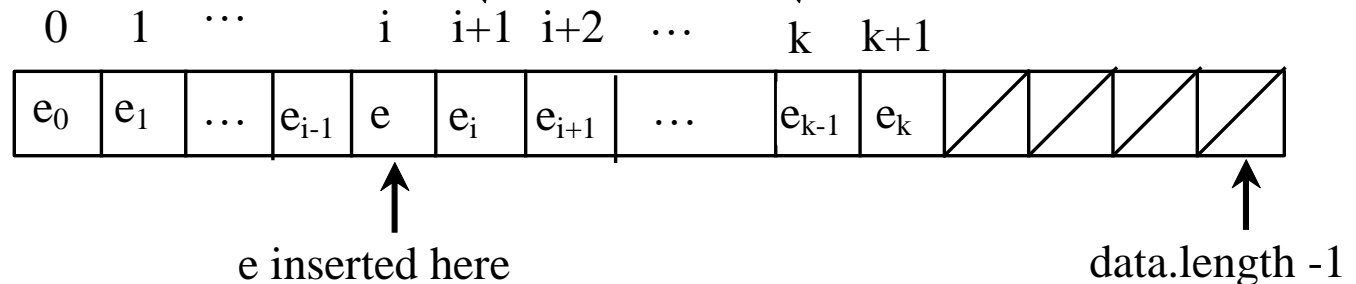 0 1 … i i+1 i+2 … k k+1
e₀ e₁ … eᵢ₋₁ e eᵢ eᵢ₊₁ … eₖ₋₁ eₖ
e inserted here data.length -1